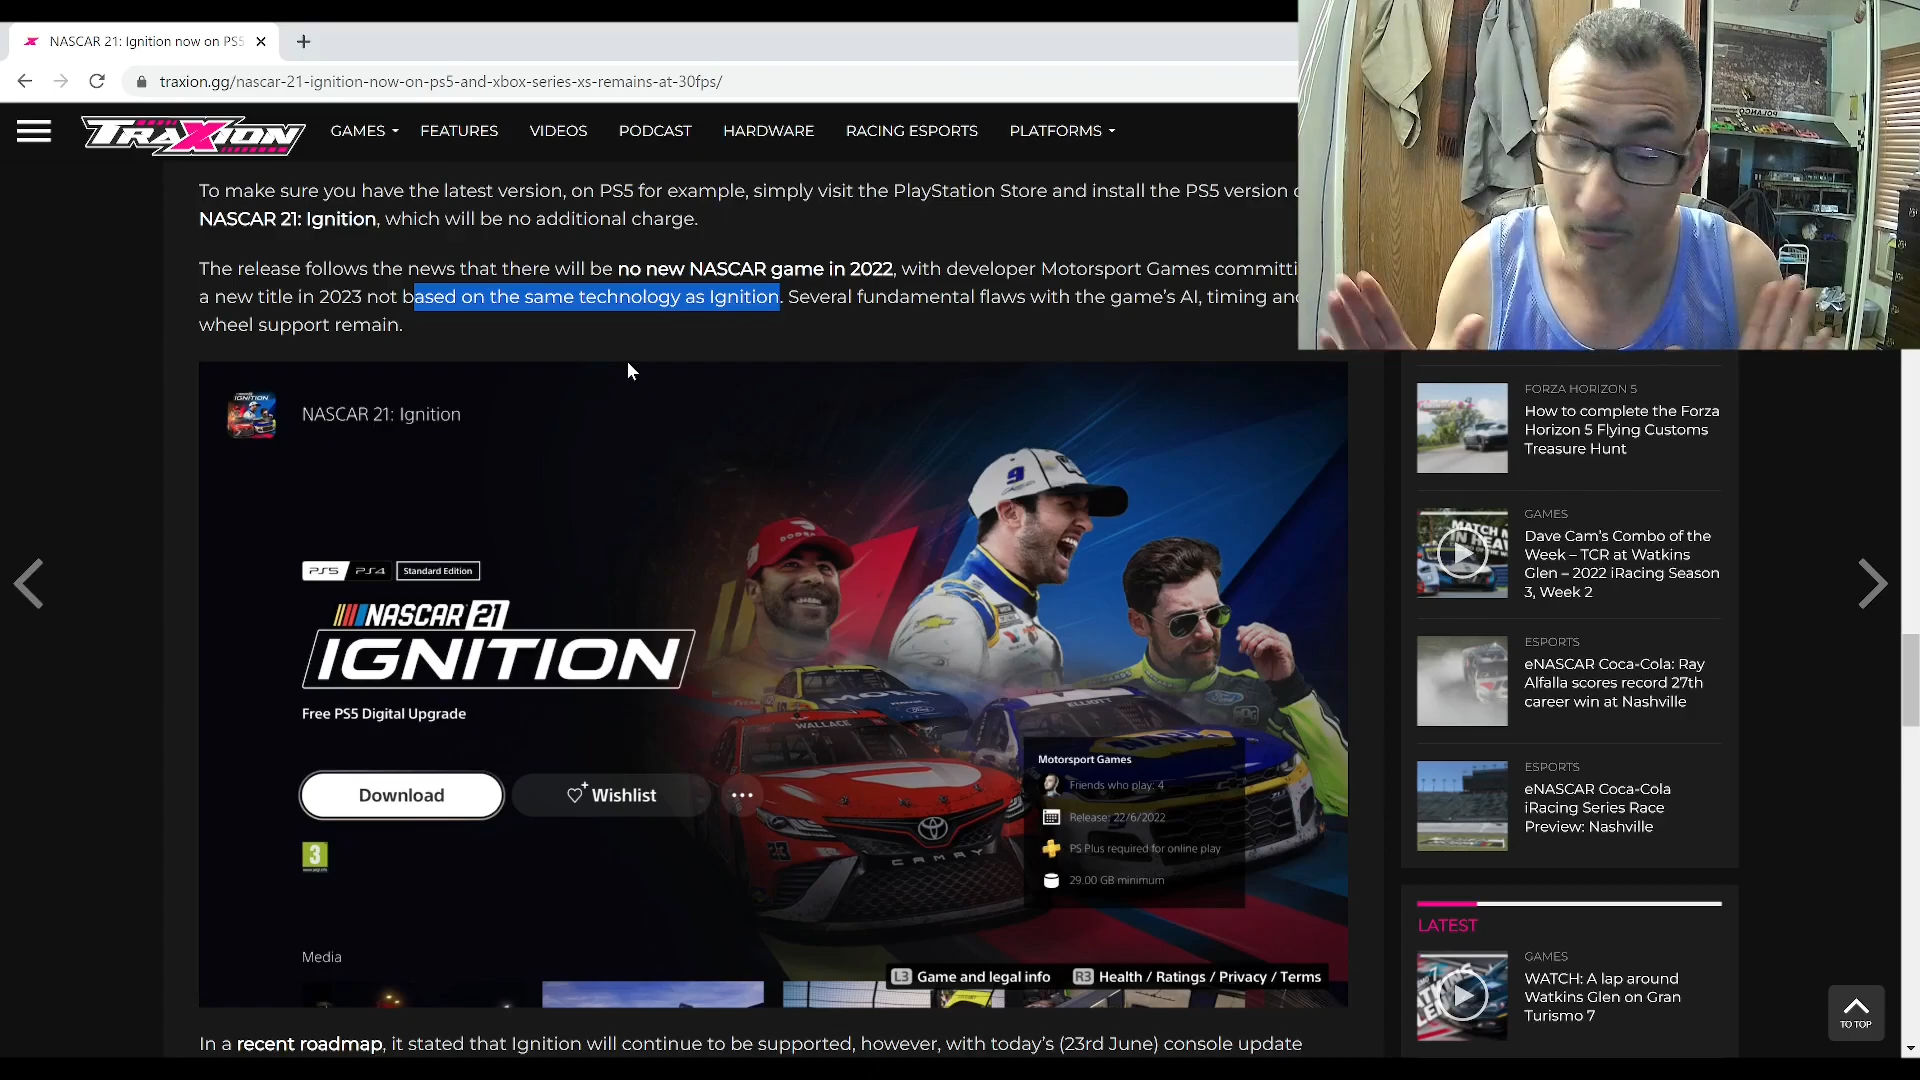 NASCAR 21: Ignition now on PS5
traxion.gg/nascar-21-ignition-now-on-ps5-and-xbox-series-xs-remains-at-30fps/
TRAXION
GAMES FEATURES VIDEOS PODCAST HARDWARE RACING ESPORTS PLATFORMS
To make sure you have the latest version, on PS5 for example, simply visit the PlayStation Store and install the PS5 version
NASCAR 21: Ignition, which will be no additional charge.
The release follows the news that there will be no new NASCAR game in 2022, with developer Motorsport Games
a new title in 2023 not based on the same technology as Ignition. Several fundamental flaws with the game's AI, timing and
wheel support remain.
IGNITION
NASCAR 21: Ignition
PS5 PS4 Standard Edition
NASCAR 21
IGNITION
Free PS5 Digital Upgrade
Download
Wishlist
3
DODGE
9
WALLACE
ELLIOTT
CAMRY
23
Motorsport Games
Friends who play: 4
Release: 22/6/2022
PS Plus required for online play
29.00 GB minimum
Media
L3 Game and legal info R3 Health / Ratings / Privacy / Terms
In a recent roadmap, it stated that Ignition will continue to be supported, however, with today's (23rd June) console update
FORZA HORIZON 5
How to complete the Forza
Horizon 5 Flying Customs
Treasure Hunt
GAMES
Dave Cam's Combo of the
Week – TCR at Watkins
Glen – 2022 iRacing Season
3, Week 2
ESPORTS
eNASCAR Coca-Cola: Ray
Alfalla scores record 27th
career win at Nashville
ESPORTS
eNASCAR Coca-Cola
iRacing Series Race
Preview: Nashville
LATEST
GAMES
WATCH: A lap around
Watkins Glen on Gran
Turismo 7
TO TOP